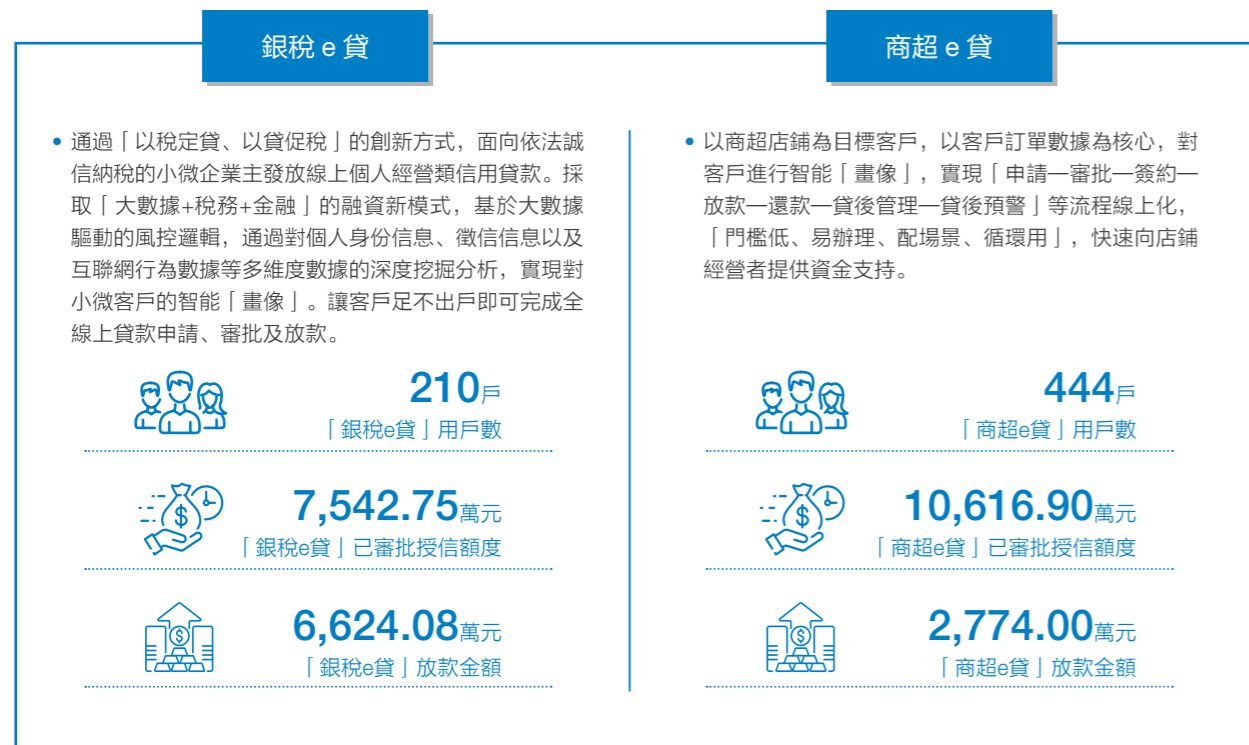 銀稅 e 貸
• 通過「以稅定貸、以貸促稅」的創新方式，面向依法誠
信納稅的小微企業主發放線上個人經營類信用貸款。採
取「大數據+稅務+金融」的融資新模式，基於大數據
驅動的風控邏輯，通過對個人身份信息、徵信信息以及
互聯網行為數據等多維度數據的深度挖掘分析，實現對
小微客戶的智能「畫像」。讓客戶足不出戶即可完成全
線上貸款申請、審批及放款。
210戶
「銀稅e貸」用戶數
7,542.75萬元
「銀稅e貸」已審批授信額度
6,624.08萬元
「銀稅e貸」放款金額
商超 e 貸
• 以商超店鋪為目標客戶，以客戶訂單數據為核心，對
客戶進行智能「畫像」，實現「申請—審批—簽約—
放款—還款—貸後管理—貸後預警」等流程線上化，
「門檻低、易辦理、配場景、循環用」，快速向店鋪
經營者提供資金支持。
444戶
「商超e貸」用戶數
10,616.90萬元
「商超e貸」已審批授信額度
2,774.00萬元
「商超e貸」放款金額